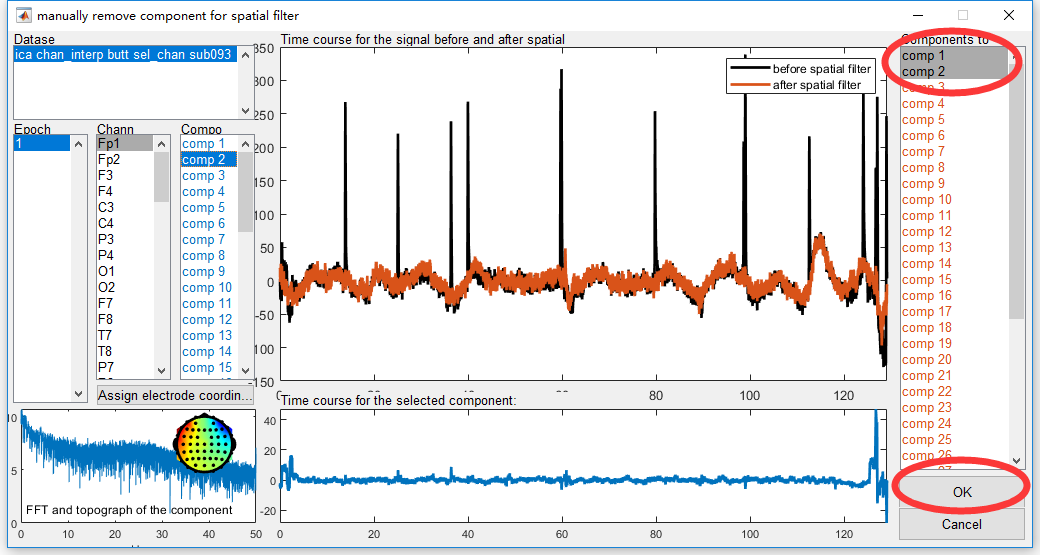 manually remove component for spatial filter
Datase
ica chan_interp butt sel_chan sub093
Epoch
1
Chann
Fp1
Fp2
F3
F4
C3
C4
P3
P4
O1
O2
F7
F8
T7
T8
P7
Compo
comp 1
comp 2
comp 3
comp 4
comp 5
comp 6
comp 7
comp 8
comp 9
comp 10
comp 11
comp 12
comp 13
comp 14
comp 15
Assign electrode coordin...
Time course for the signal before and after spatial
350
300
250
200
150
100
50
0
-50
-100
-150
before spatial filter
after spatial filter
0
20
40
60
80
100
120
Time course for the selected component:
40
20
0
-20
0
20
40
60
80
100
120
10
5
0
FFT and topograph of the component
0
10
20
30
40
50
Components to
comp 1
comp 2
comp 3
comp 4
comp 5
comp 6
comp 7
comp 8
comp 9
comp 10
comp 11
comp 12
comp 13
comp 14
comp 15
comp 16
comp 17
comp 18
comp 19
comp 20
comp 21
comp 22
comp 23
comp 24
comp 25
comp 26
comp 27
OK
Cancel